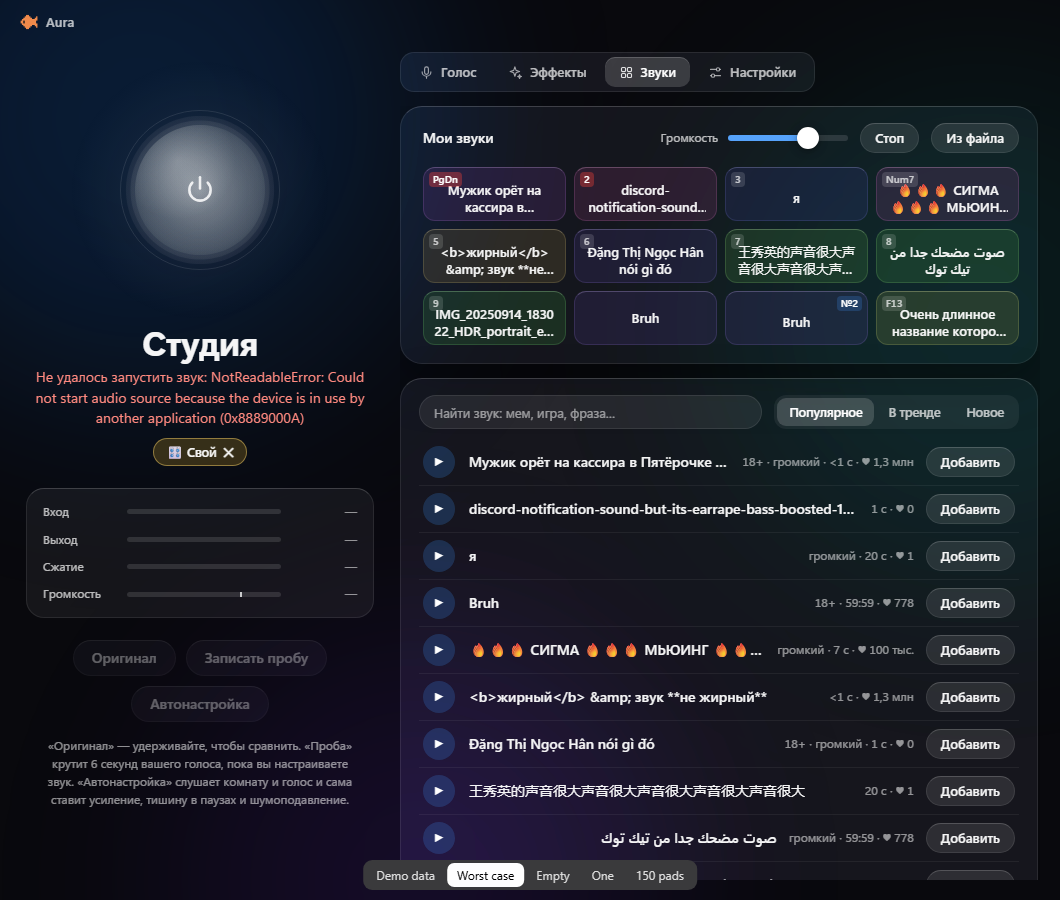 Aura
Голос
Эффекты
Звуки
Настройки
Мои звуки
Громкость
Стоп
Из файла
PgDn
Мужик орёт на
кассира в…
2
discord-
notification-sound…
3
я
Num7
🔥 🔥 🔥 СИГМА
🔥 🔥 🔥 МЬЮИН…
5
<b>жирный</b>
&amp; звук **не…
6
Đặng Thị Ngọc Hân
nói gì đó
7
王秀英的声音很大声
音很大声音很大声…
8
صوت مضحك جدا من
تيك توك
9
IMG_20250914_1830
22_HDR_portrait_e…
Bruh
№2
Bruh
F13
Очень длинное
название которо…
Студия
Не удалось запустить звук: NotReadableError: Could
not start audio source because the device is in use by
another application (0x8889000A)
Свой ✕
Вход —
Выход —
Сжатие —
Громкость —
Оригинал
Записать пробу
Автонастройка
«Оригинал» — удерживайте, чтобы сравнить. «Проба»
крутит 6 секунд вашего голоса, пока вы настраиваете
звук. «Автонастройка» слушает комнату и голос и сама
ставит усиление, тишину в паузах и шумоподавление.
Найти звук: мем, игра, фраза…
Популярное
В тренде
Новое
Мужик орёт на кассира в Пятёрочке … 18+ · громкий · <1 с · ♥ 1,3 млн Добавить
discord-notification-sound-but-its-earrape-bass-boosted-1… 1 с · ♥ 0 Добавить
я громкий · 20 с · ♥ 1 Добавить
Bruh 18+ · 59:59 · ♥ 778 Добавить
🔥 🔥 🔥 СИГМА 🔥 🔥 🔥 МЬЮИНГ 🔥 🔥 … громкий · 7 с · ♥ 100 тыс. Добавить
<b>жирный</b> &amp; звук **не жирный** <1 с · ♥ 1,3 млн Добавить
Đặng Thị Ngọc Hân nói gì đó 18+ · громкий · 1 с · ♥ 0 Добавить
王秀英的声音很大声音很大声音很大声音很大声音很大 20 с · ♥ 1 Добавить
صوت مضحك جدا من تيك توك громкий · 59:59 · ♥ 778 Добавить
Demo data
Worst case
Empty
One
150 pads